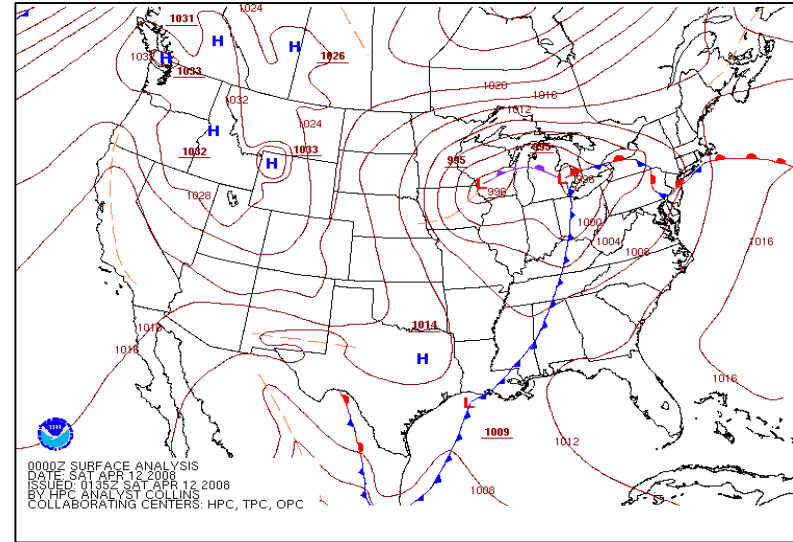 1024
1031
1032
1033
1026
1032
1024
1020
1016
1012
995
995
996
996
1032
1033
1028
1000
1004
1008
1016
1014
1016
1016
1016
1009
1012
1008
H
H
H
H
H
H
L
L
L
0000Z SURFACE ANALYSIS
DATE: SAT APR 12 2008
ISSUED: 0135Z SAT APR 12 2008
BY HPC ANALYST COLLINS
COLLABORATING CENTERS: HPC, TPC, OPC